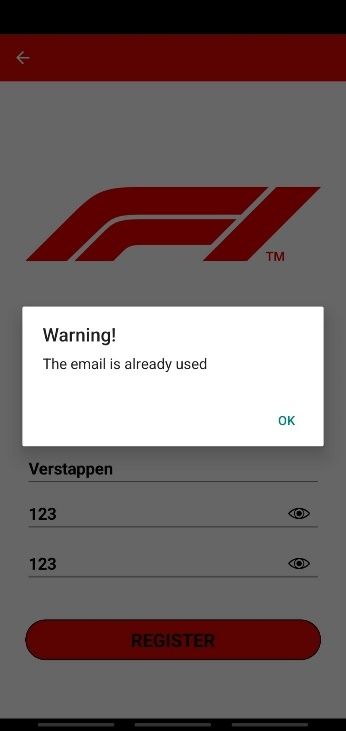 TM
Warning!
The email is already used
OK
Verstappen
123
123
REGISTER